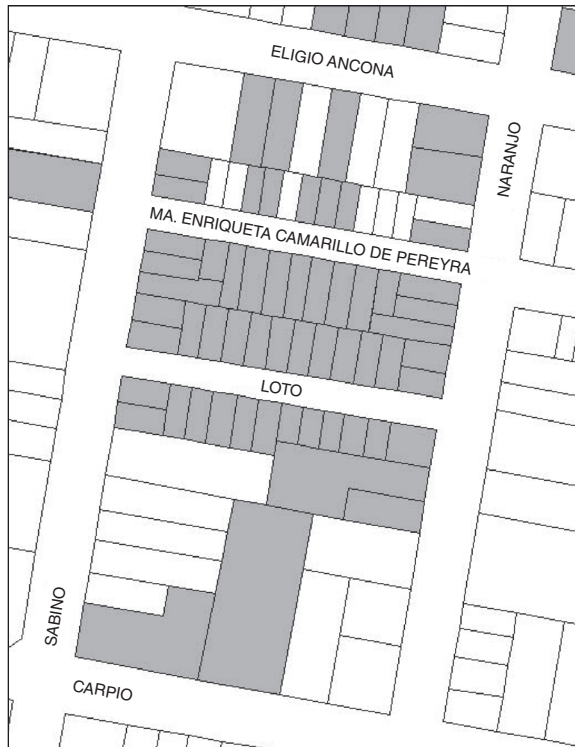 ELIGIO ANCONA
NARANJO
MA. ENRIQUETA CAMARILLO DE PEREYRA
LOTO
SABINO
CARPIO